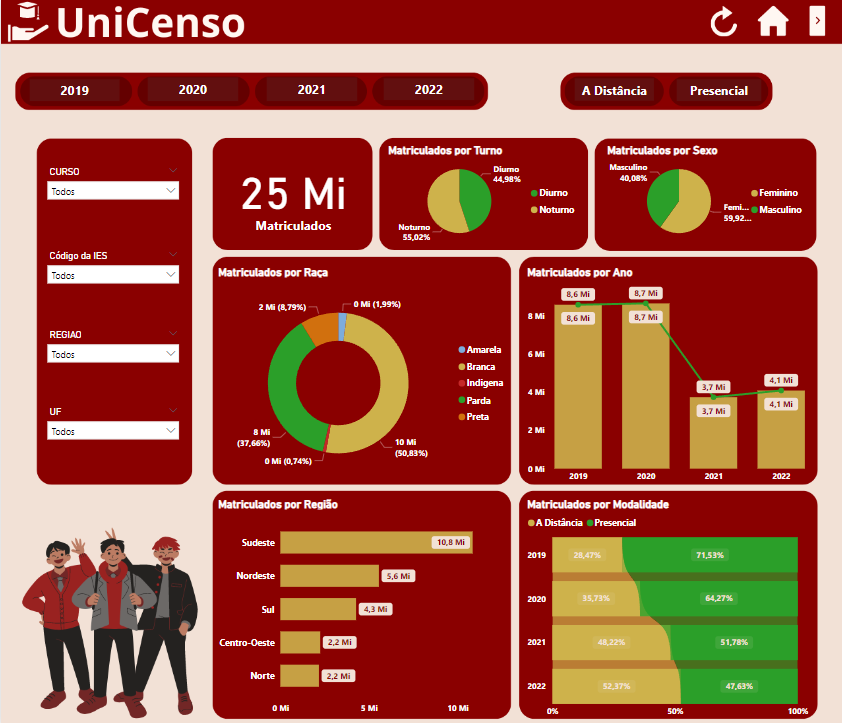 UniCenso
2019
2020
2021
2022
A Distância
Presencial
CURSO
Todos
Código da IES
Todos
REGIAO
Todos
UF
Todos
25 Mi
Matriculados
Matriculados por Turno
Diurno
44,98%
Noturno
55,02%
Diurno
Noturno
Matriculados por Sexo
Masculino
40,08%
Femi...
59,92...
Feminino
Masculino
Matriculados por Raça
2 Mi (8,79%)
0 Mi (1,99%)
8 Mi
(37,66%)
0 Mi (0,74%)
10 Mi
(50,83%)
Amarela
Branca
Indigena
Parda
Preta
Matriculados por Ano
8 Mi
6 Mi
4 Mi
2 Mi
0 Mi
8,6 Mi
8,6 Mi
8,7 Mi
8,7 Mi
3,7 Mi
3,7 Mi
4,1 Mi
4,1 Mi
2019
2020
2021
2022
Matriculados por Região
Sudeste
10,8 Mi
Nordeste
5,6 Mi
Sul
4,3 Mi
Centro-Oeste
2,2 Mi
Norte
2,2 Mi
0 Mi
5 Mi
10 Mi
Matriculados por Modalidade
A Distância
Presencial
2019
28,47%
71,53%
2020
35,73%
64,27%
2021
48,22%
51,78%
2022
52,37%
47,63%
0%
50%
100%